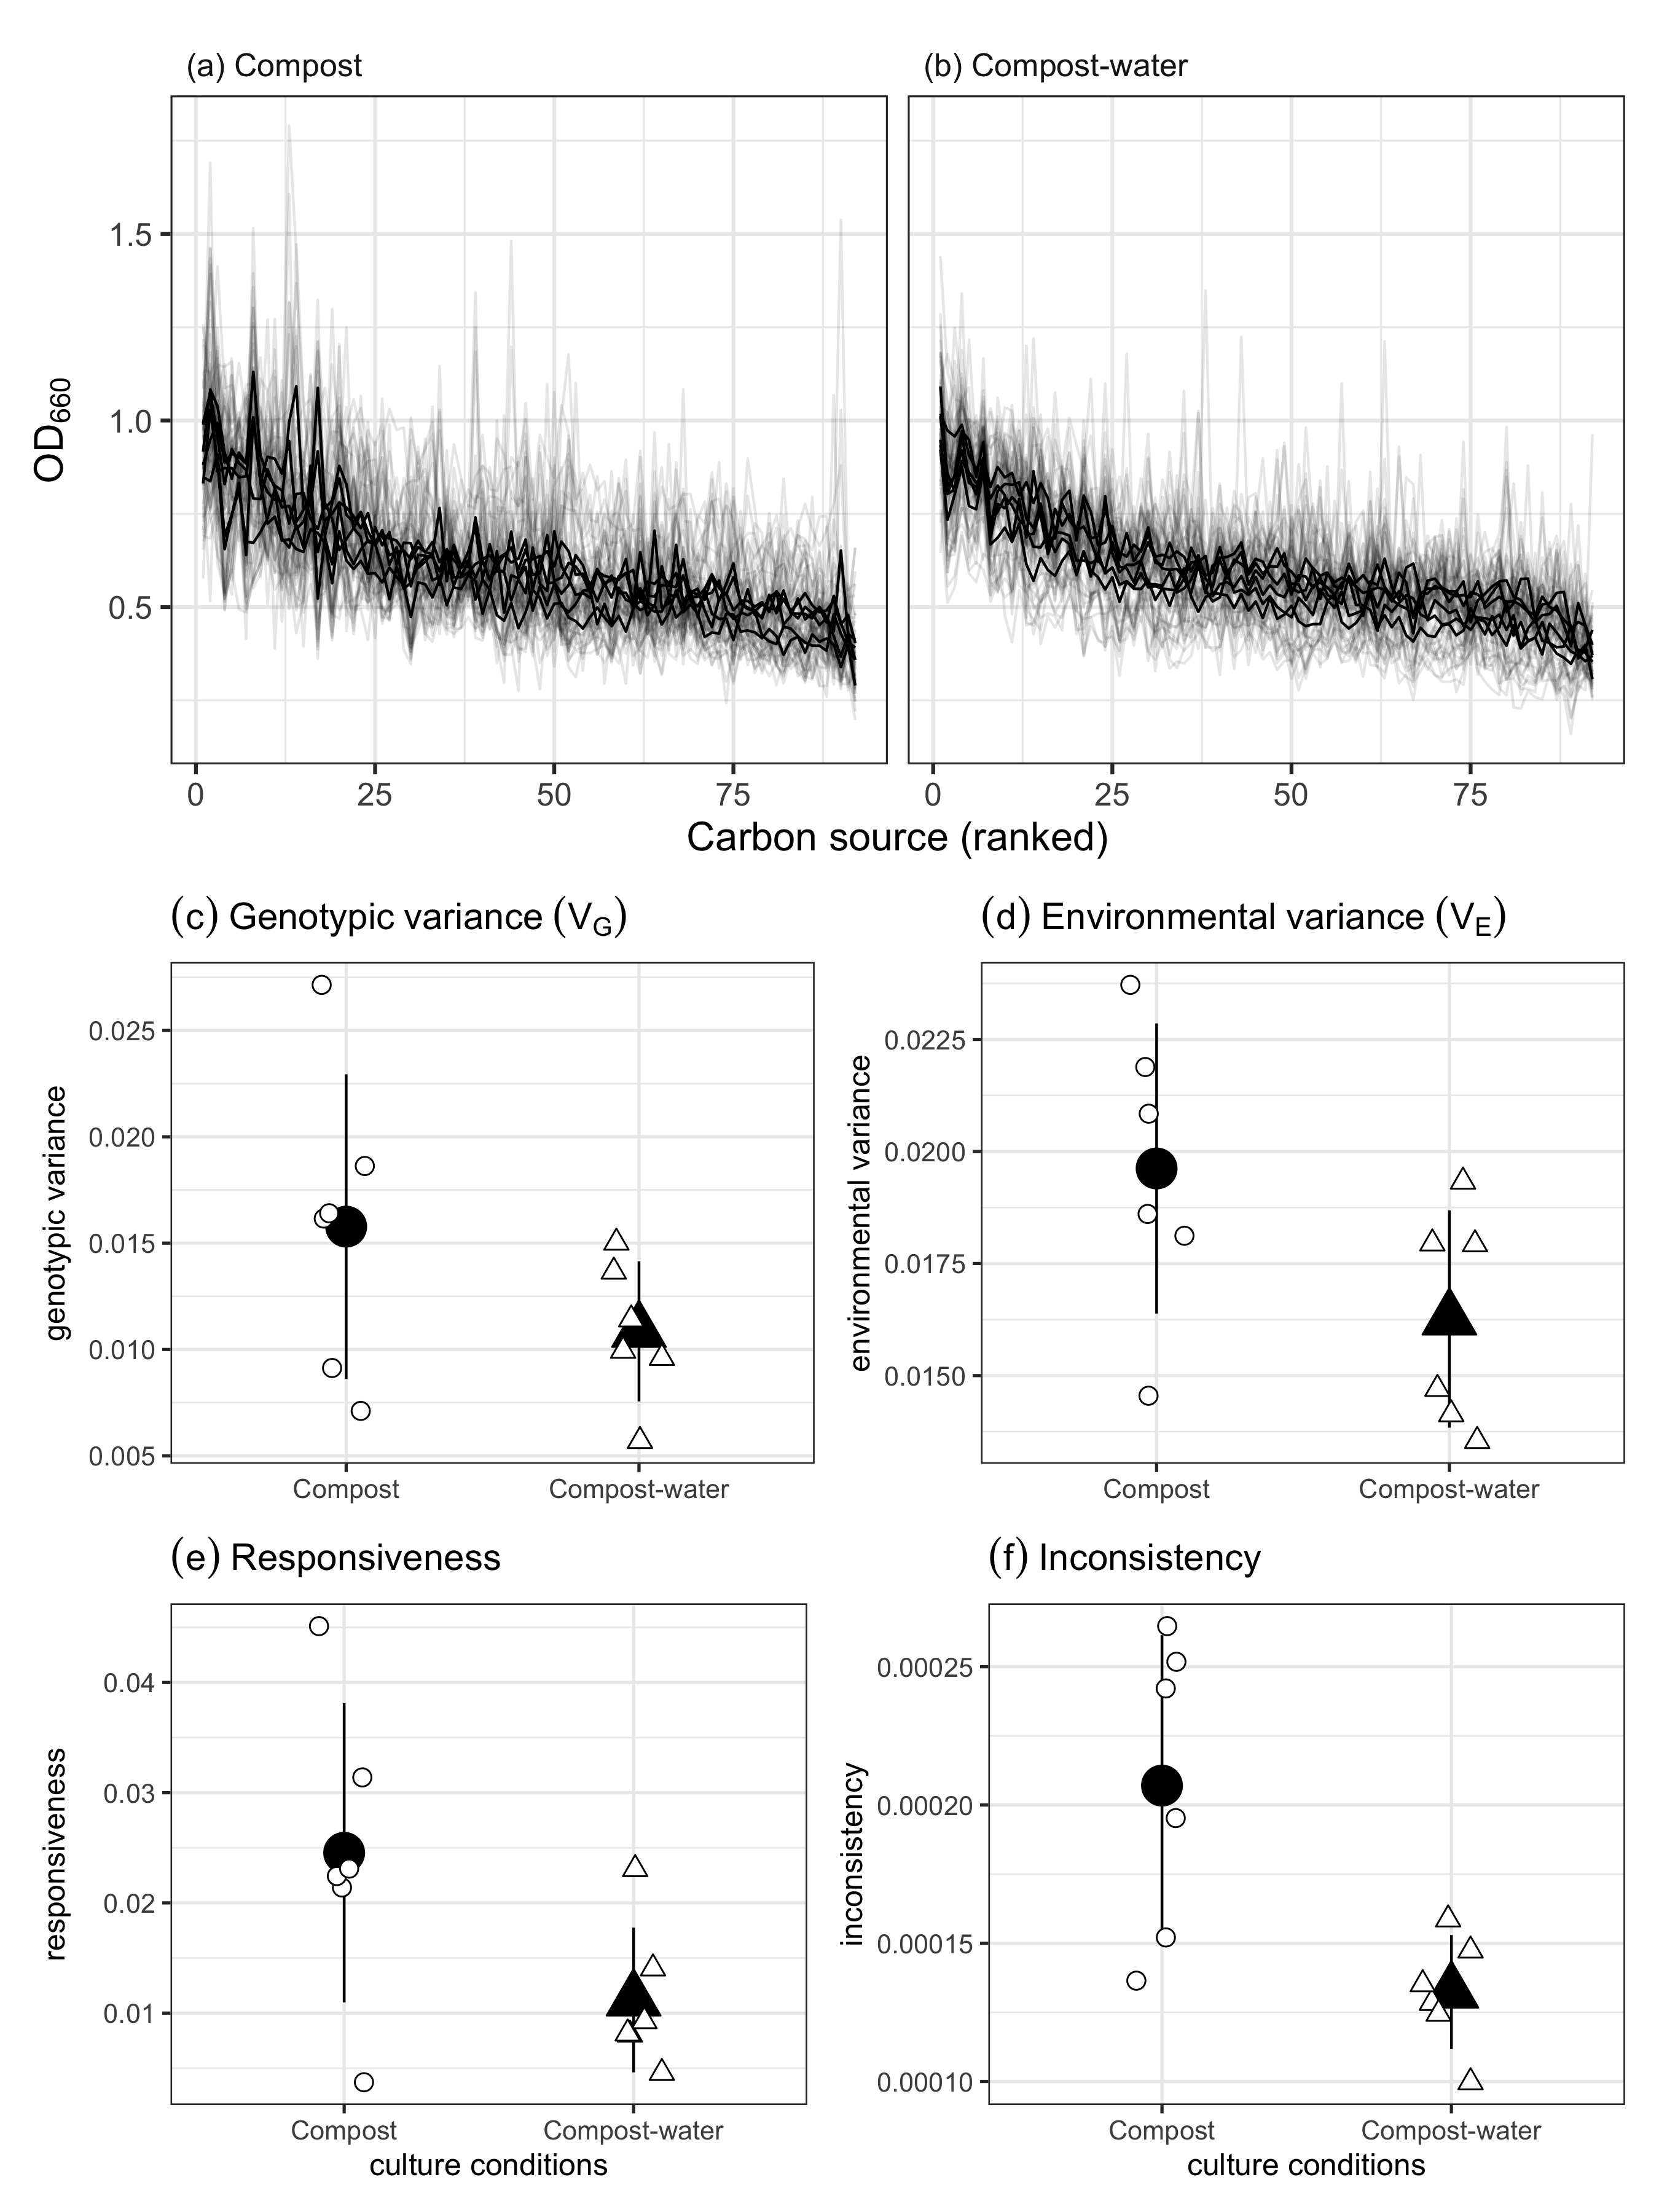 (a) Compost
(b) Compost-water
OD660
1.5
1.0
0.5
0 25 50 75
0 25 50 75
Carbon source (ranked)
(c) Genotypic variance (VG)
genotypic variance
0.025
0.020
0.015
0.010
0.005
Compost Compost-water
(d) Environmental variance (VE)
environmental variance
0.0225
0.0200
0.0175
0.0150
Compost Compost-water
(e) Responsiveness
responsiveness
0.04
0.03
0.02
0.01
Compost Compost-water
culture conditions
(f) Inconsistency
inconsistency
0.00025
0.00020
0.00015
0.00010
Compost Compost-water
culture conditions